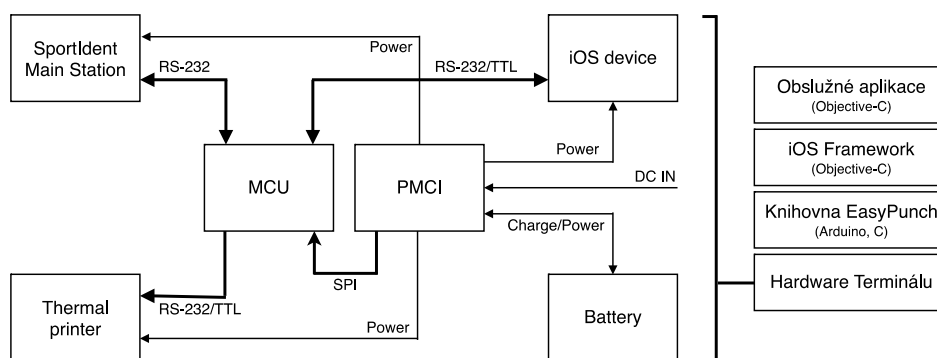 SportIdent
Main Station
Power
RS-232
RS-232/TTL
iOS device
MCU
PMCI
Power
DC IN
Charge/Power
SPI
Thermal
printer
RS-232/TTL
Power
Battery
Obslužné aplikace
(Objective-C)
iOS Framework
(Objective-C)
Knihovna EasyPunch
(Arduino, C)
Hardware Terminálu